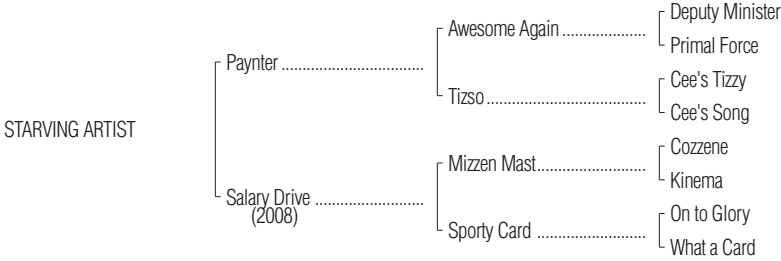 Deputy Minister
Awesome Again ......................
Primal Force
Paynter ....................................
Cee's Tizzy
Tizso ..........................................
Cee's Song
STARVING ARTIST
Cozzene
Mizzen Mast............................
Kinema
Salary Drive ............................
(2008)
On to Glory
Sporty Card ............................
What a Card